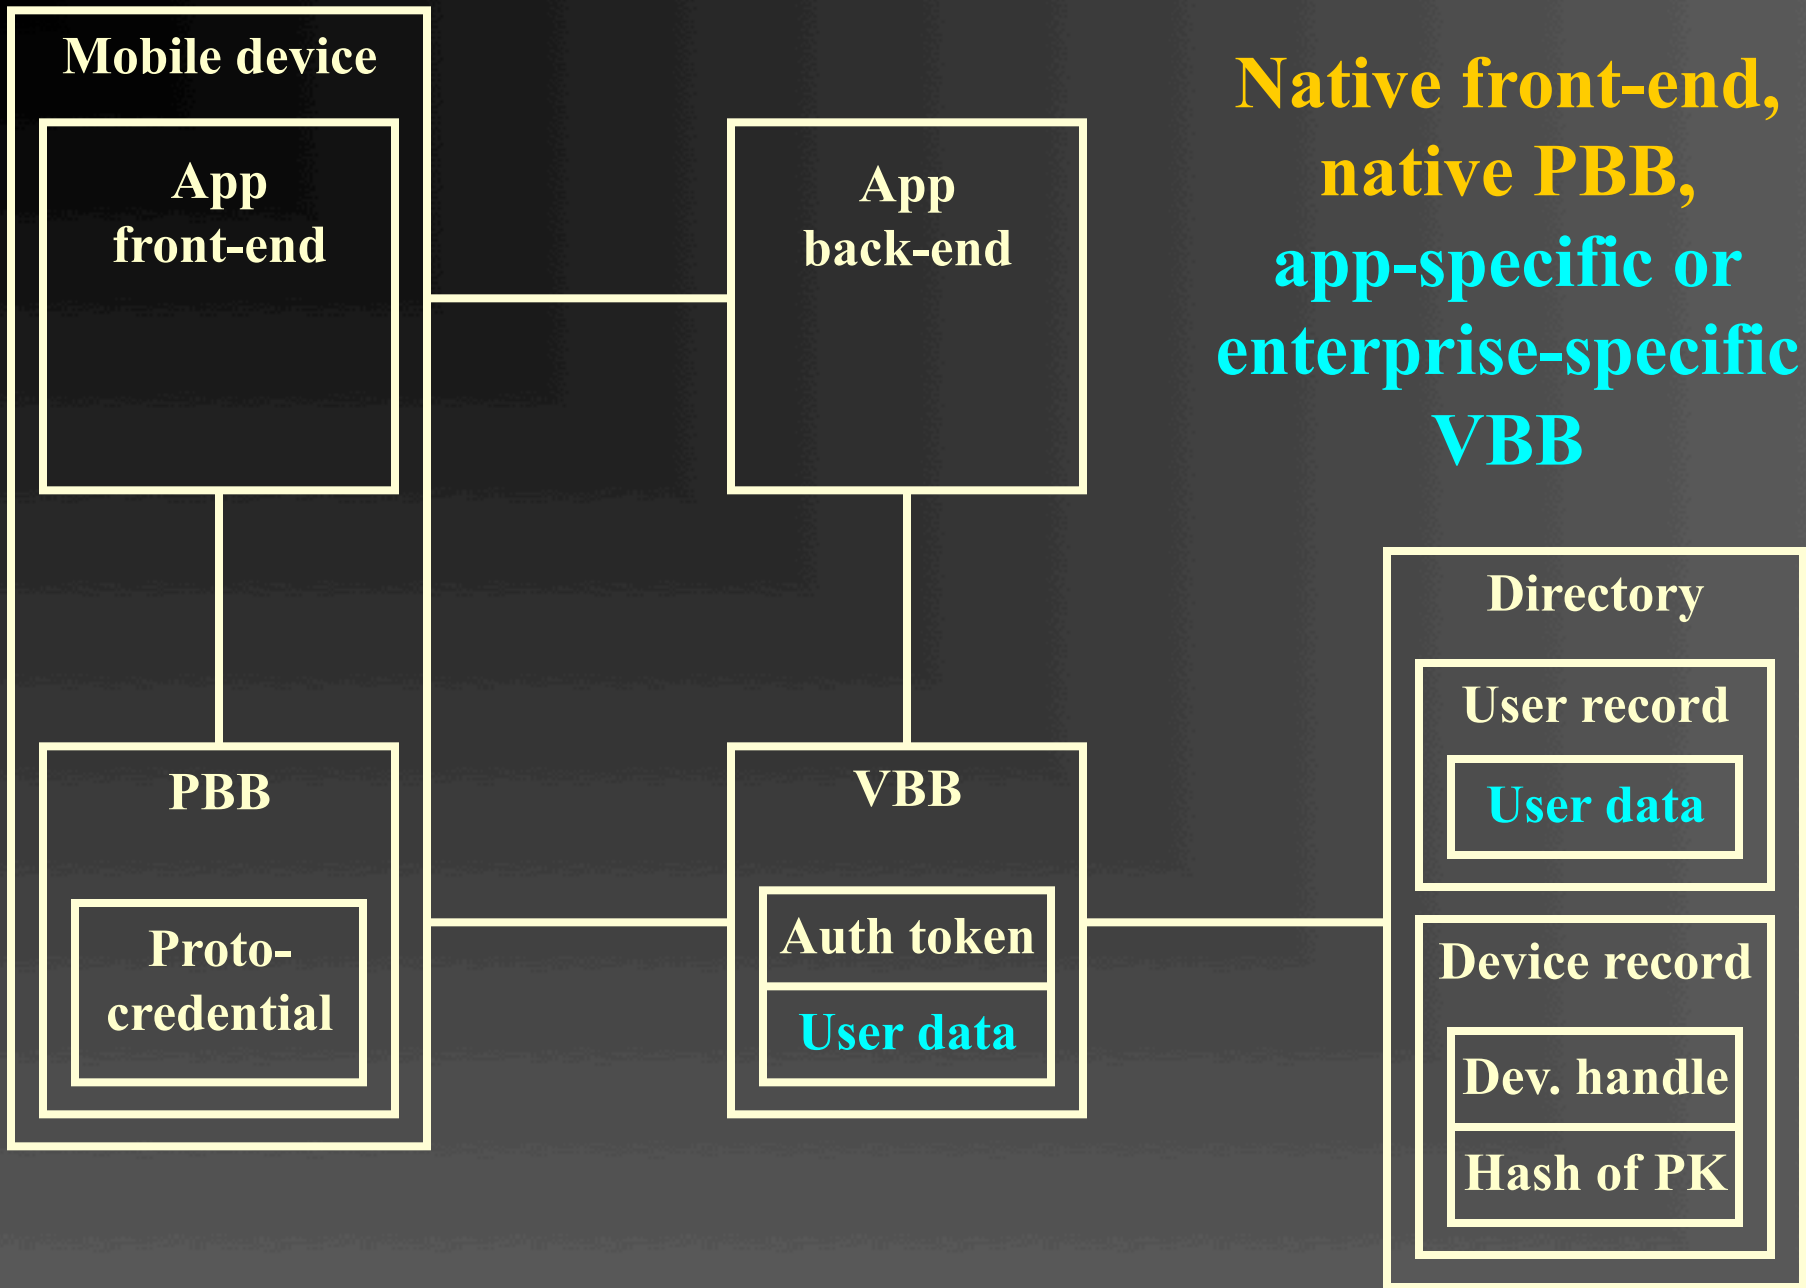 Mobile device
App
front-end
App
back-end
Native front-end,
native PBB,
app-specific or
enterprise-specific
VBB
PBB
Proto-
credential
VBB
Auth token
User data
Directory
User record
User data
Device record
Dev. handle
Hash of PK